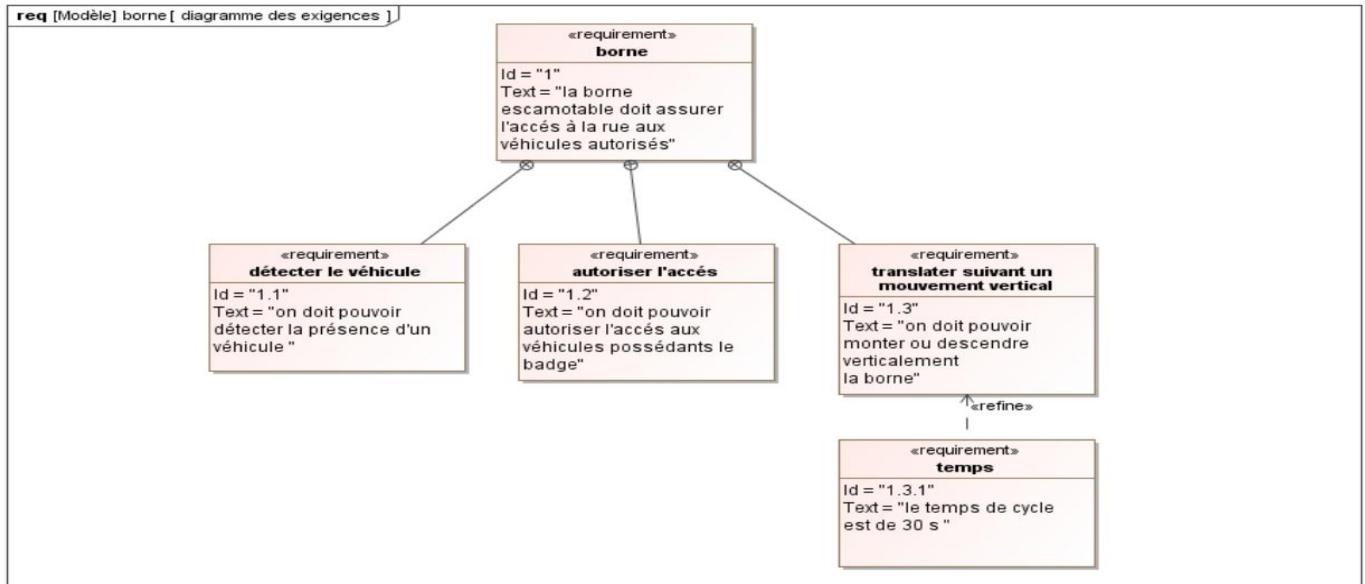 req [Modèle] borne [ diagramme des exigences ]
«requirement»
borne
Id = "1"
Text = "la borne
escamotable doit assurer
l'accés à la rue aux
véhicules autorisés"
«requirement»
détecter le véhicule
Id = "1.1"
Text = "on doit pouvoir
détecter la présence d'un
véhicule "
«requirement»
autoriser l'accés
Id = "1.2"
Text = "on doit pouvoir
autoriser l'accés aux
véhicules possédants le
badge"
«requirement»
translater suivant un
mouvement vertical
Id = "1.3"
Text = "on doit pouvoir
monter ou descendre
verticalement
la borne"
«refine»
«requirement»
temps
Id = "1.3.1"
Text = "le temps de cycle
est de 30 s "